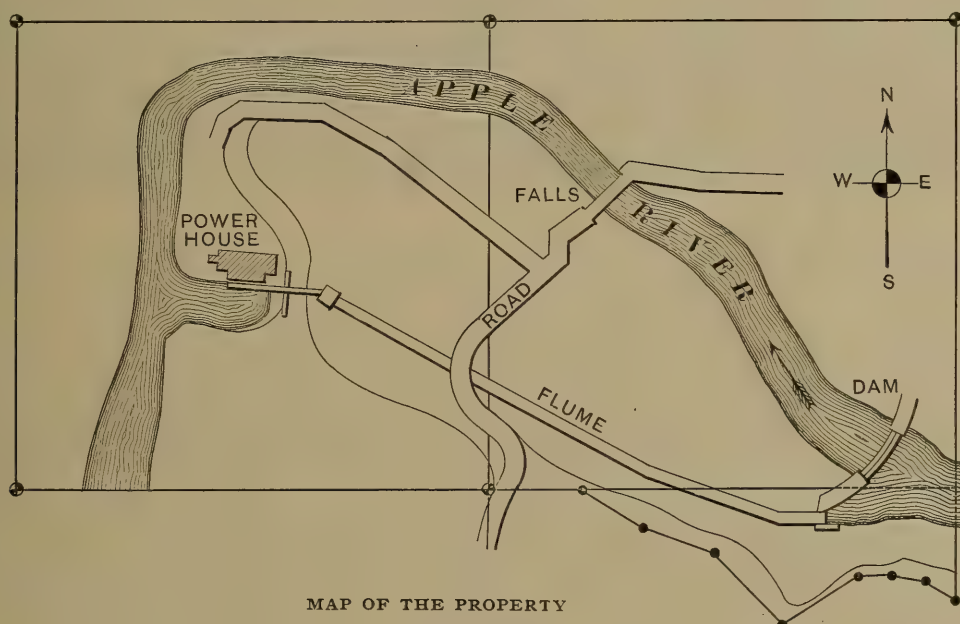 APPLE
RIVER
N
W E
S
FALLS
POWER
HOUSE
ROAD
FLUME
DAM
MAP OF THE PROPERTY